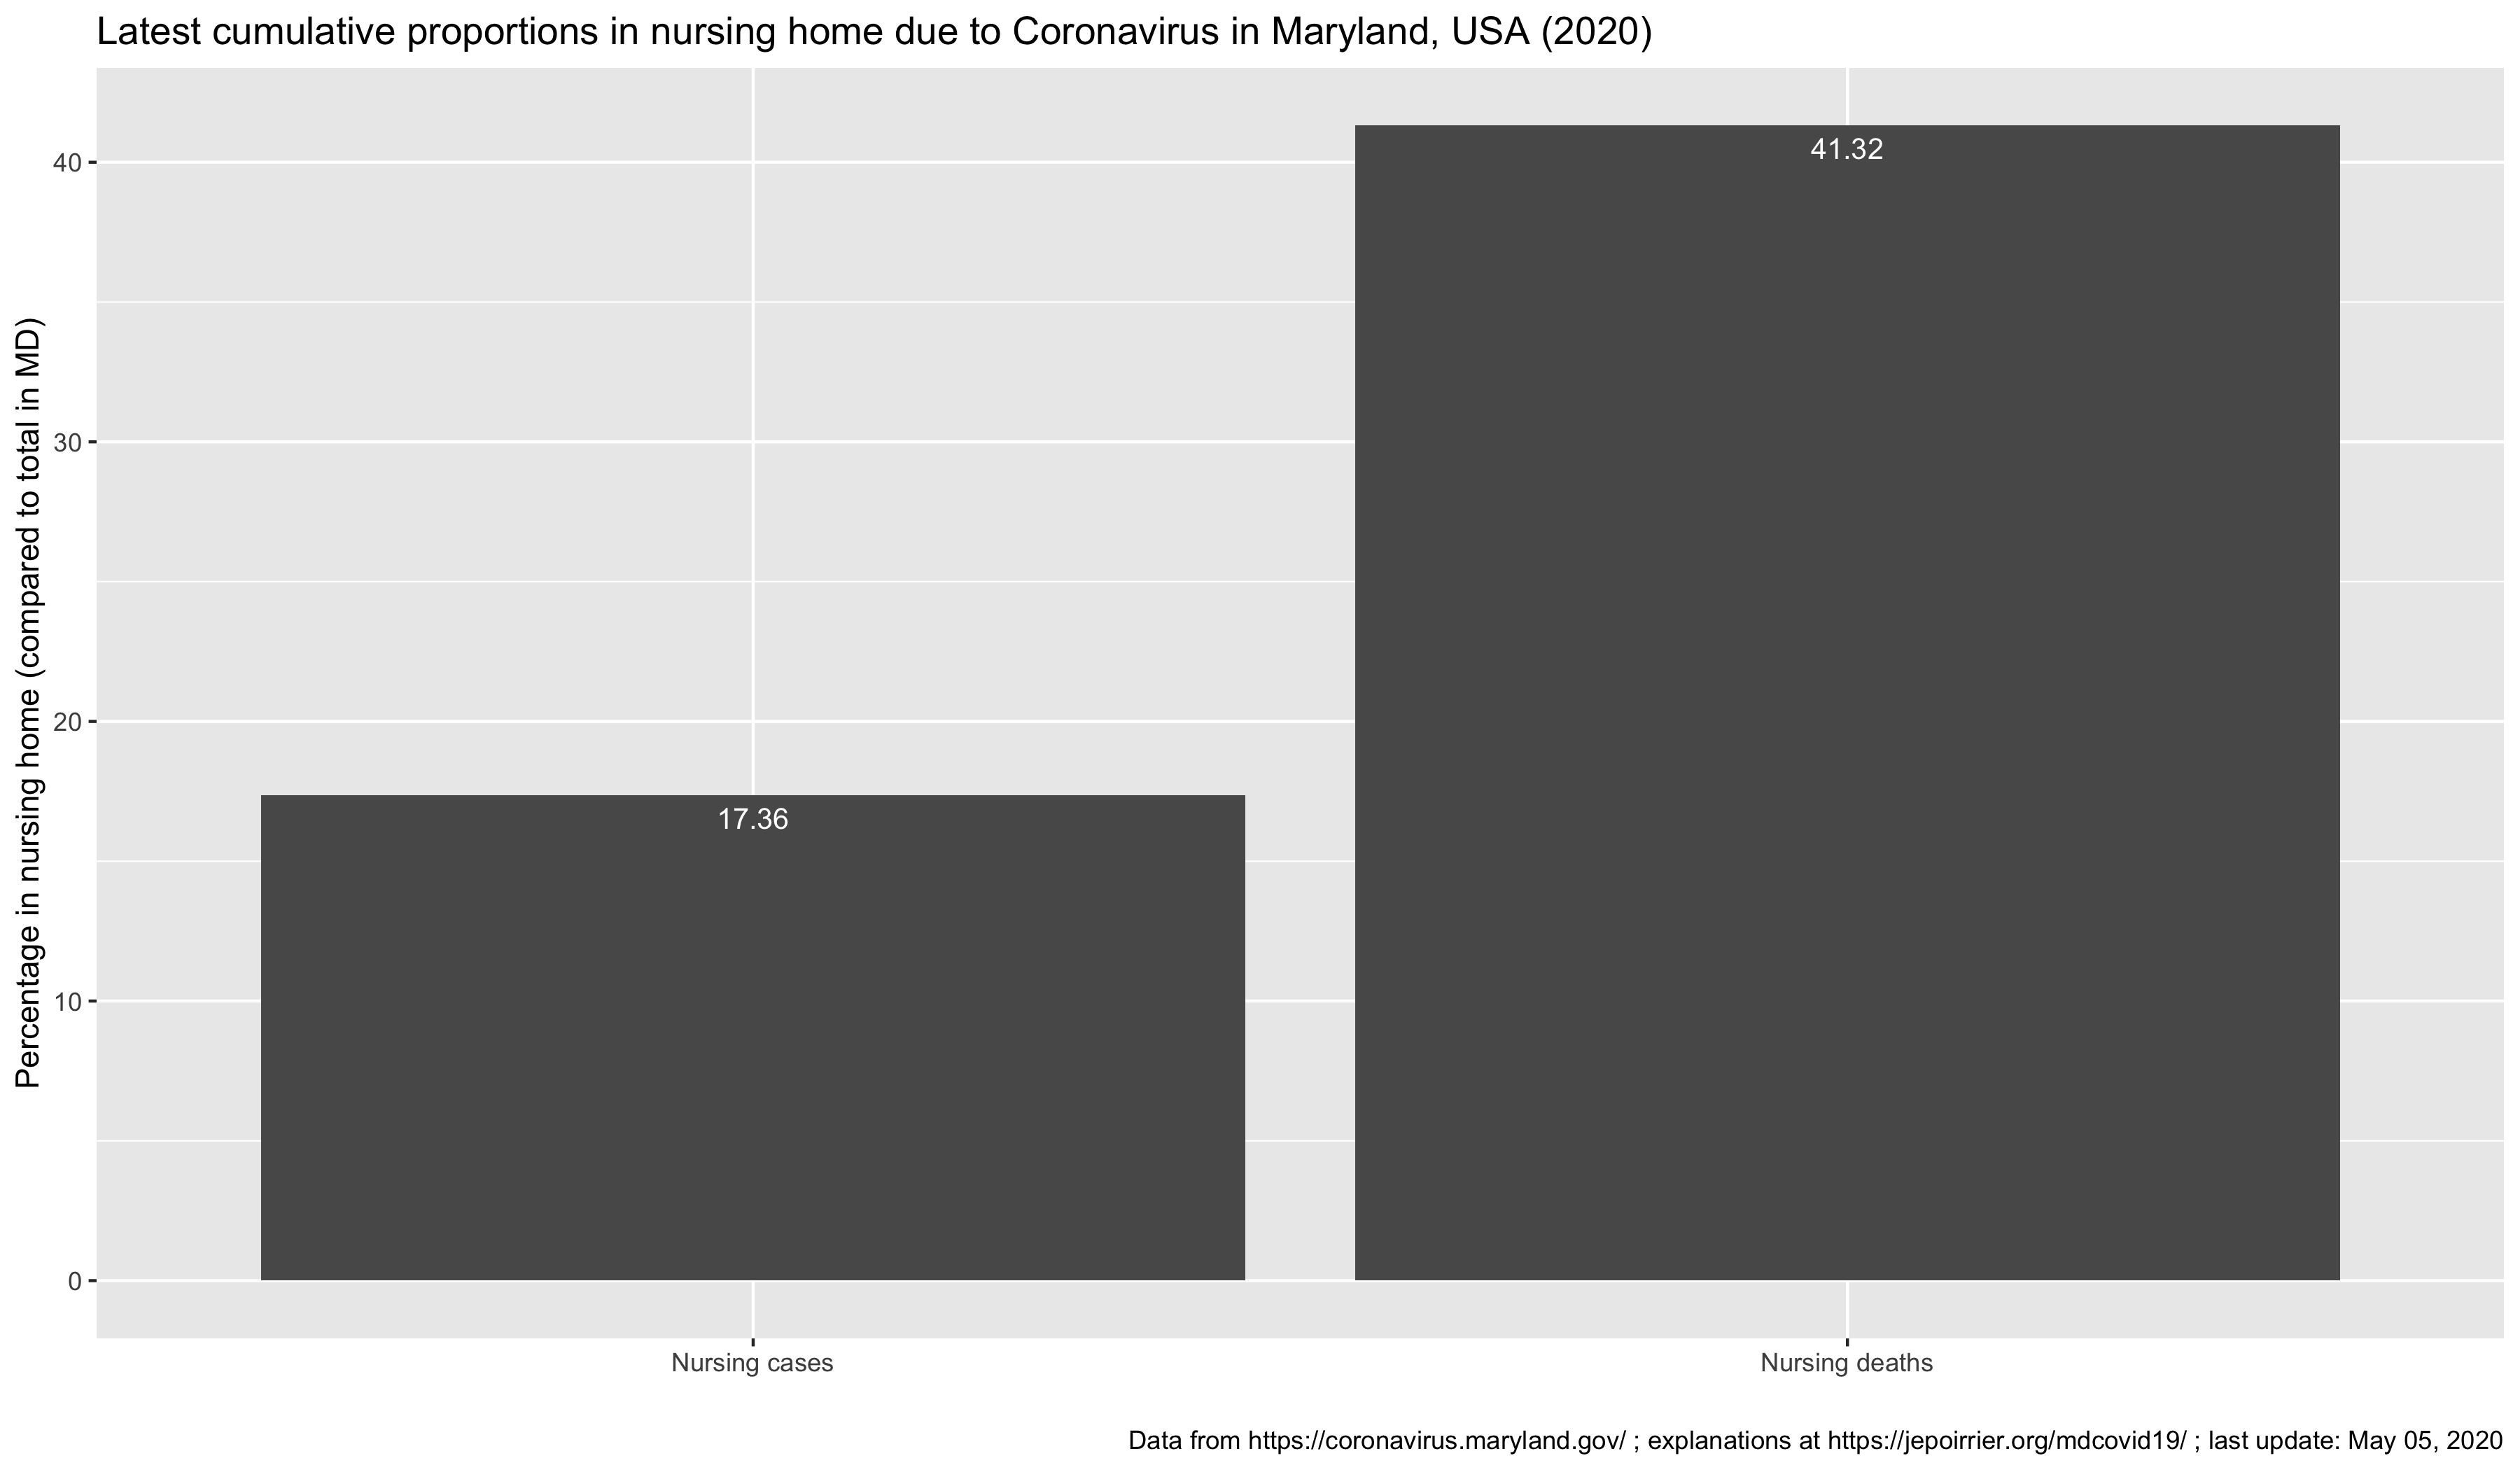 Latest cumulative proportions in nursing home due to Coronavirus in Maryland, USA (2020)
Percentage in nursing home (compared to total in MD)
40
30
20
10
0
41.32
17.36
Nursing cases
Nursing deaths
Data from https://coronavirus.maryland.gov/ ; explanations at https://jepoirrier.org/mdcovid19/ ; last update: May 05, 2020